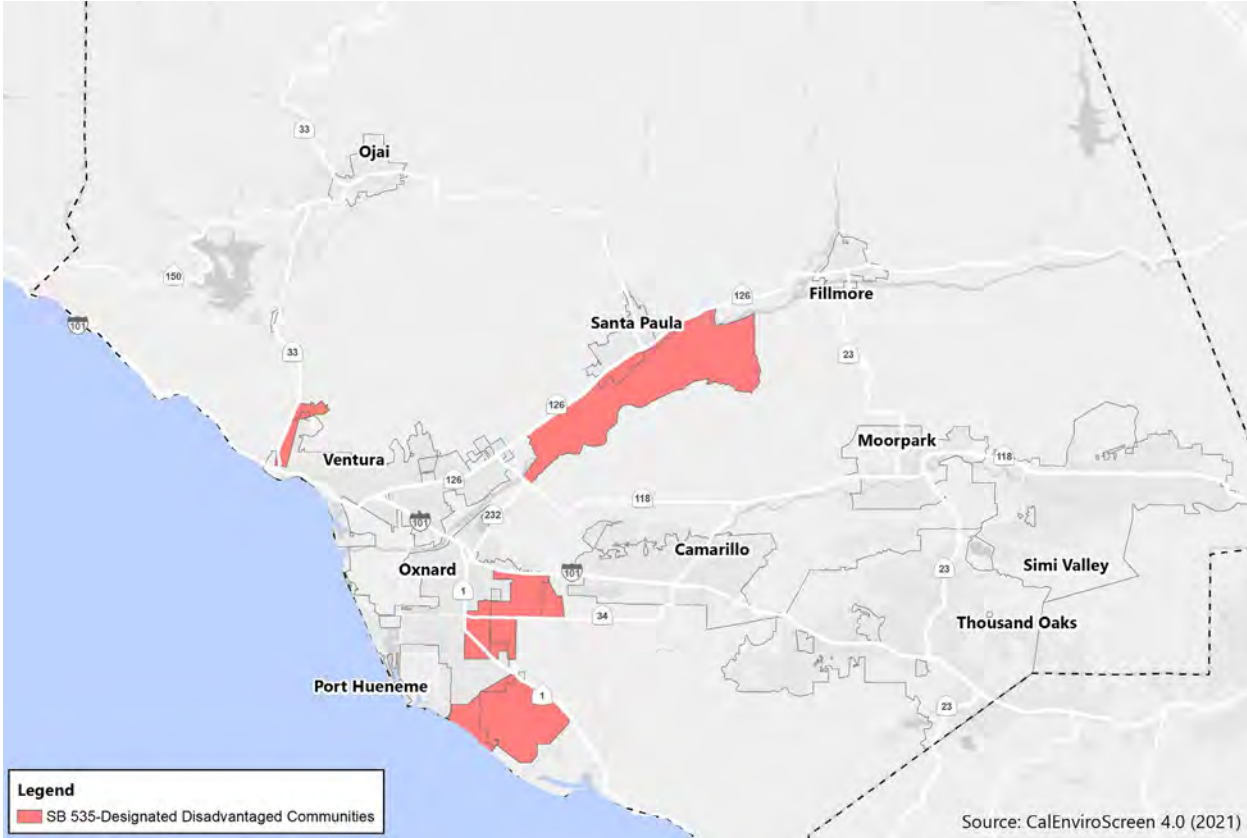 33
Ojai
150
101
126
Fillmore
Santa Paula
33
23
126
Moorpark
118
Ventura
126
118
232
101
Camarillo
Oxnard
101
23
Simi Valley
1
34
Thousand Oaks
Port Hueneme
1
23
Legend
SB 535-Designated Disadvantaged Communities
Source: CalEnviroScreen 4.0 (2021)